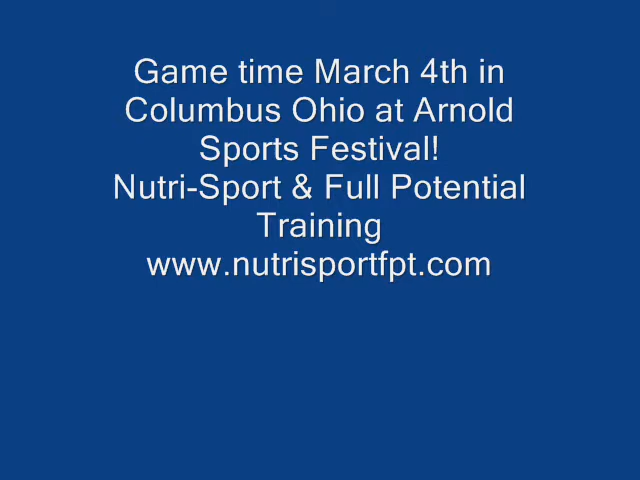 Game time March 4th in
Columbus Ohio at Arnold
Sports Festival!
Nutri-Sport & Full Potential
Training
www.nutrisportfpt.com